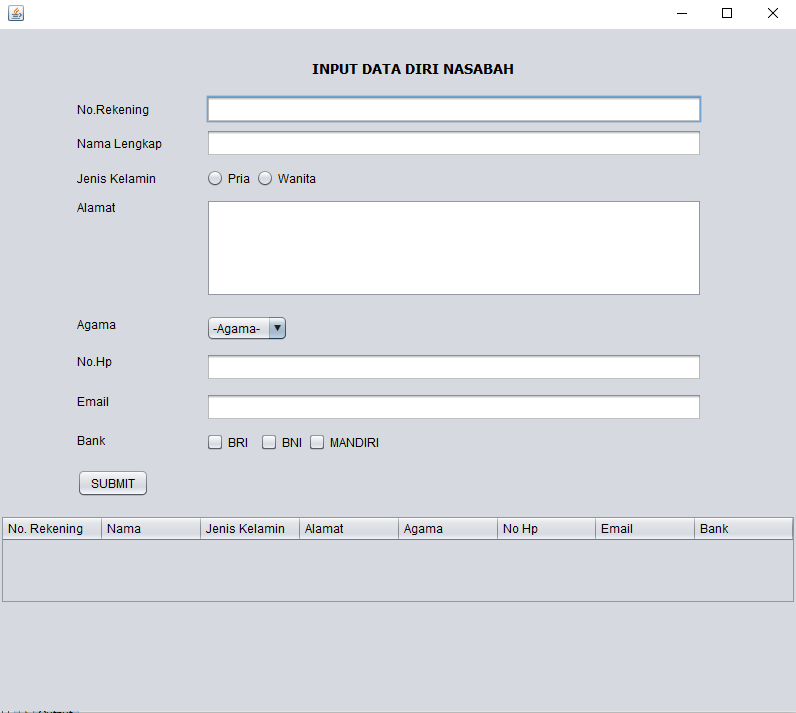 INPUT DATA DIRI NASABAH
No.Rekening
Nama Lengkap
Jenis Kelamin Pria Wanita
Alamat
Agama -Agama-
No.Hp
Email
Bank BRI BNI MANDIRI
SUBMIT
No. Rekening Nama Jenis Kelamin Alamat Agama No Hp Email Bank